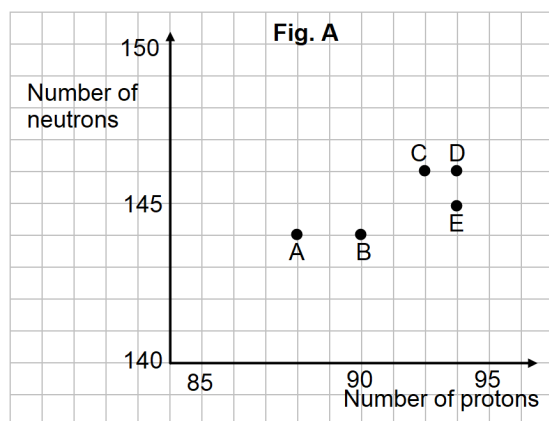 Fig. A
150
Number of
neutrons
C D
145
E
A B
140
85 90 95
Number of protons